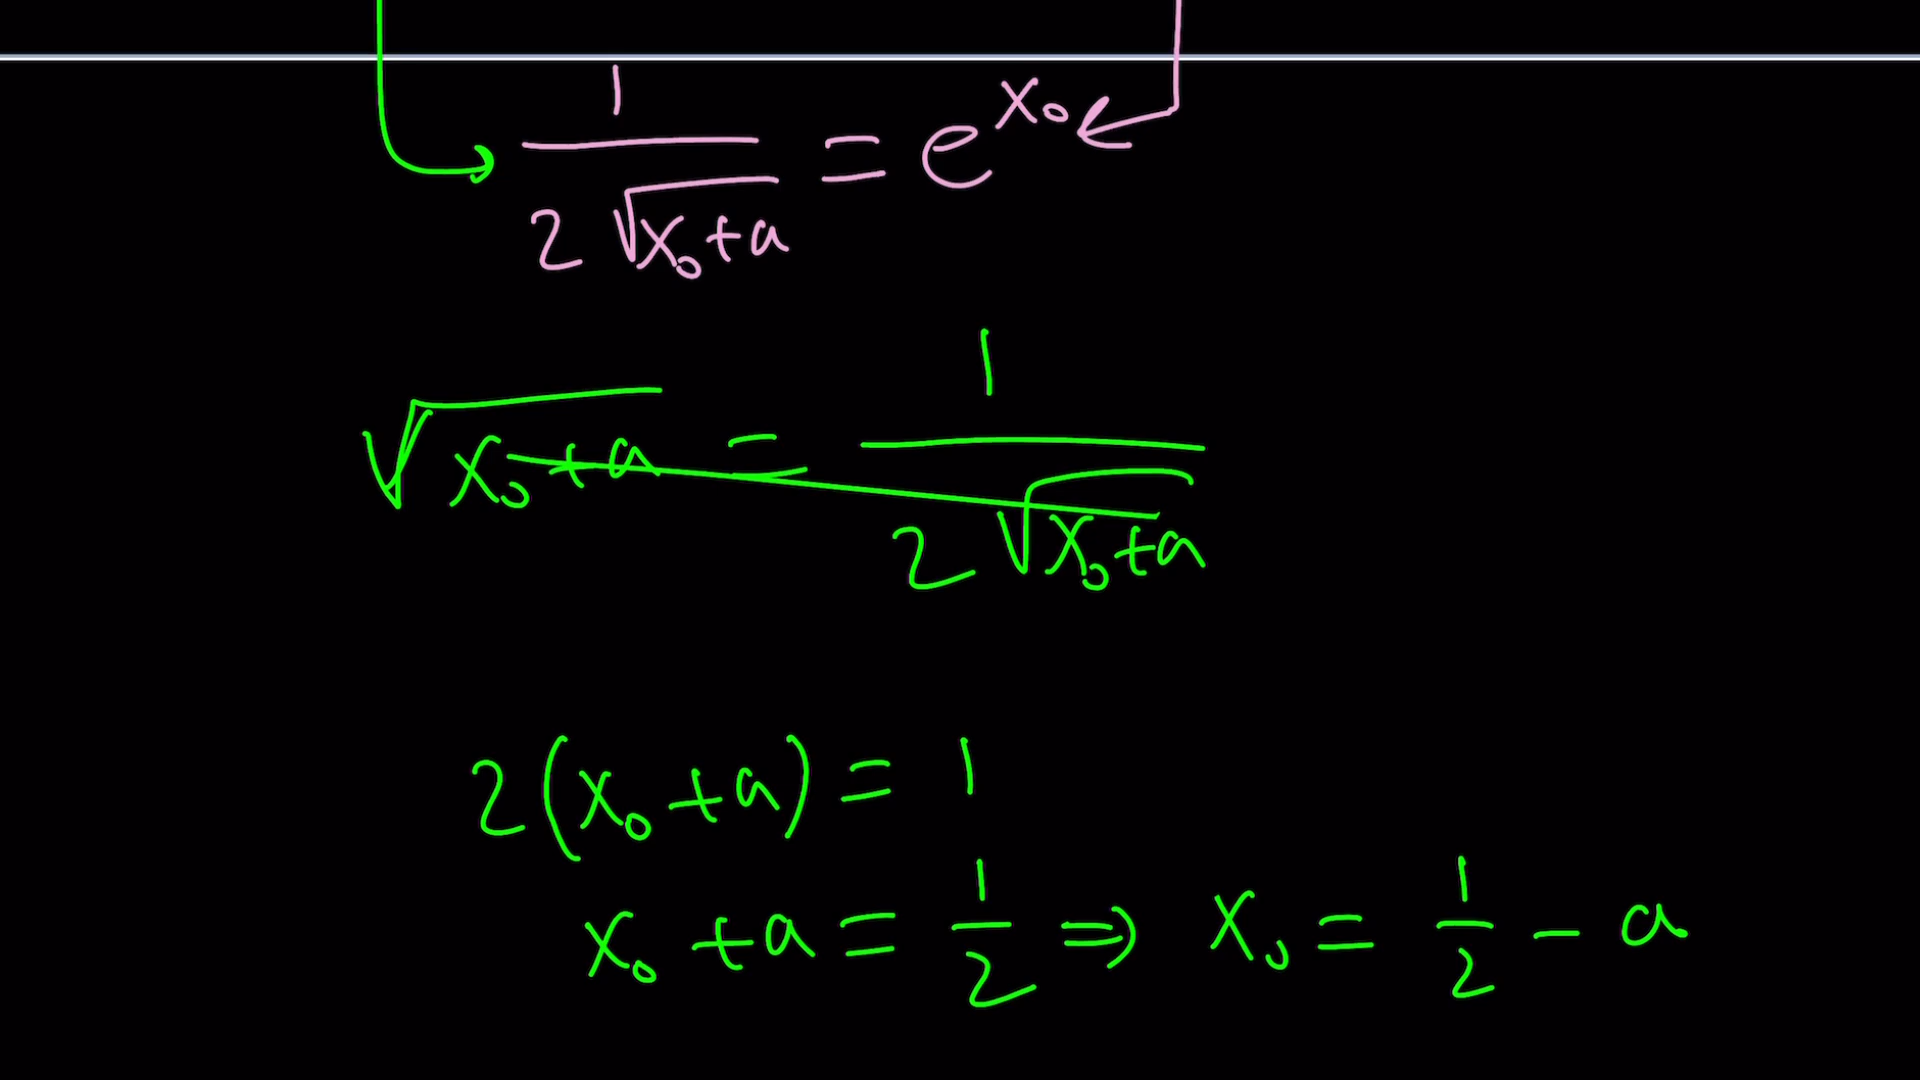 1/(2√(x₀+a)) = e^(x₀)
√(x₀+a) = 1/(2√(x₀+a))
2(x₀+a) = 1
x₀+a = 1/2 ⇒ x₀ = 1/2 - a